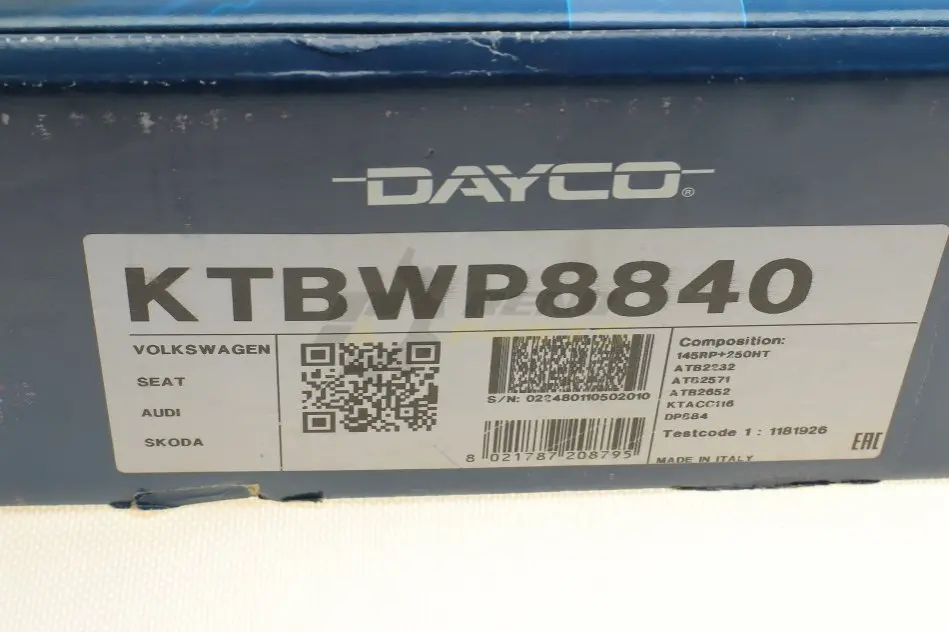 DAYCO®
KTBWP8840
VOLKSWAGEN
SEAT
AUDI
SKODA
S/N: 022480110502010
8 021787 208795
Composition:
145RP+250HT
ATB2232
ATB2571
ATB2652
KTACC116
DP884
Testcode 1 : 1181926
MADE IN ITALY
EAC